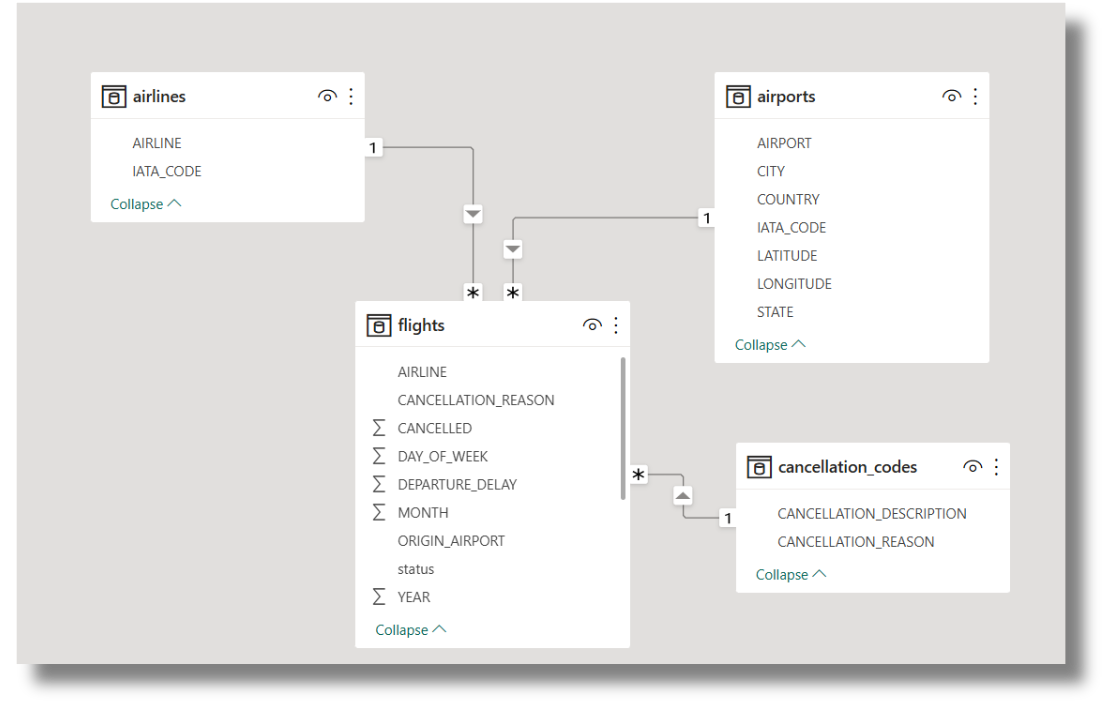 airlines
AIRLINE
IATA_CODE
Collapse
1
airports
AIRPORT
CITY
COUNTRY
IATA_CODE
LATITUDE
LONGITUDE
STATE
Collapse
1
*
*
flights
AIRLINE
CANCELLATION_REASON
Σ CANCELLED
Σ DAY_OF_WEEK
Σ DEPARTURE_DELAY
Σ MONTH
ORIGIN_AIRPORT
status
Σ YEAR
Collapse
*
1
cancellation_codes
CANCELLATION_DESCRIPTION
CANCELLATION_REASON
Collapse